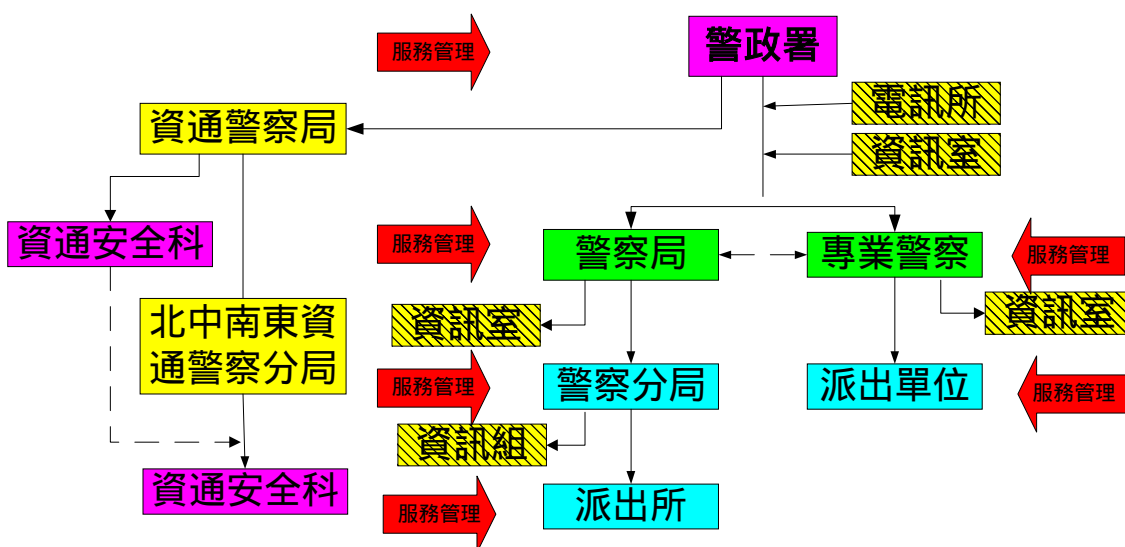 警政署
服務管理
電訊所
資通警察局
資訊室
資通安全科
服務管理
警察局
專業警察
服務管理
資訊室
資訊室
北中南東資
通警察分局
服務管理
警察分局
派出單位
服務管理
資訊組
資通安全科
服務管理
派出所